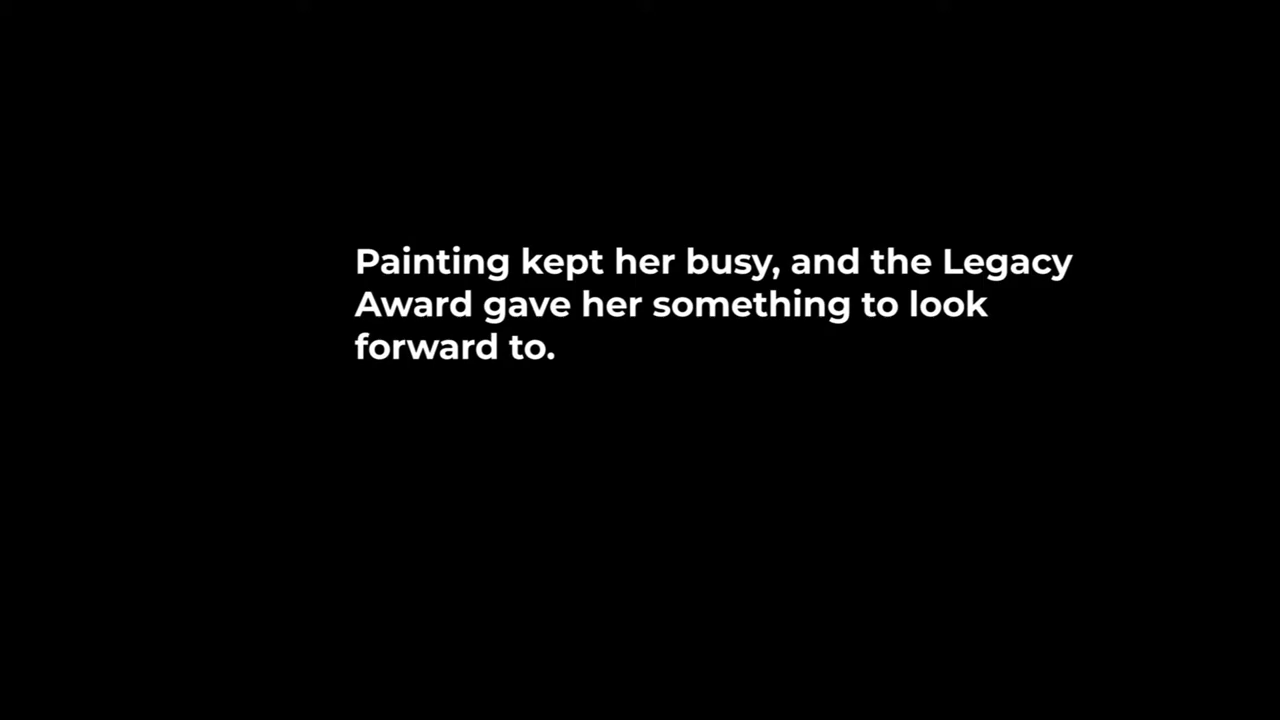 Painting kept her busy, and the Legacy
Award gave her something to look
forward to.